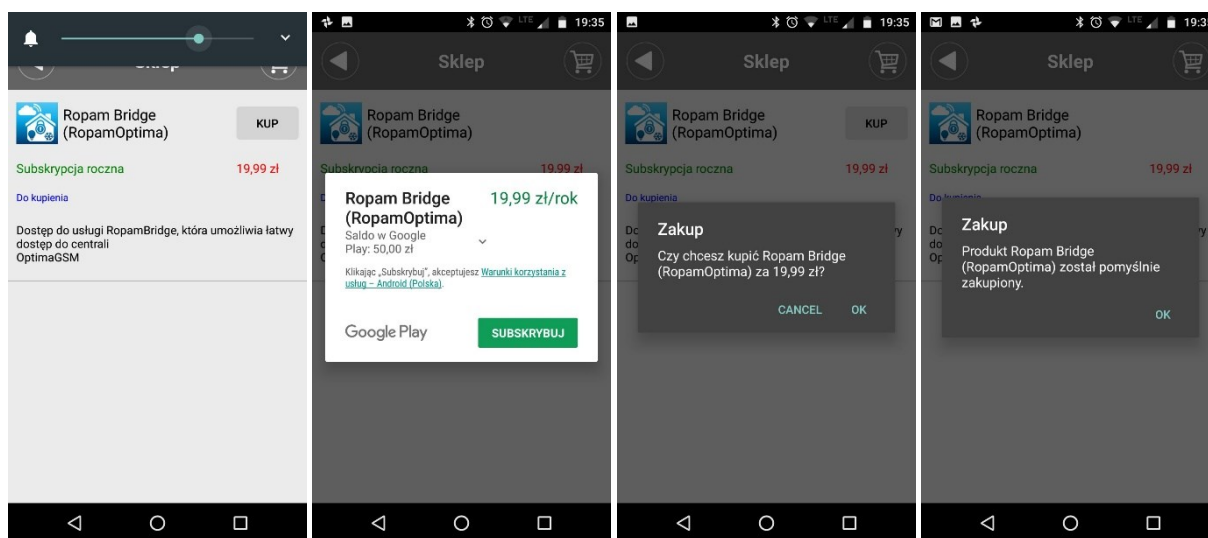 Sklep
Ropam Bridge
(RopamOptima)
KUP
Subskrypcja roczna
19,99 zł
Do kupienia
Dostęp do usługi RopamBridge, która umożliwia łatwy
dostęp do centrali
OptimaGSM
LTE
19:35
Sklep
Ropam Bridge
(RopamOptima)
Subskrypcja roczna
19,99 zł
Ropam Bridge
(RopamOptima)
19,99 zł/rok
Saldo w Google
Play: 50,00 zł
Klikając „Subskrybuj”, akceptujesz Warunki korzystania z
usług – Android (Polska).
Google Play
SUBSKRYBUJ
LTE
19:35
Sklep
Ropam Bridge
(RopamOptima)
KUP
Subskrypcja roczna
19,99 zł
Do kupienia
Zakup
Czy chcesz kupić Ropam Bridge
(RopamOptima) za 19,99 zł?
CANCEL
OK
LTE
Sklep
Ropam Bridge
(RopamOptima)
Subskrypcja roczna
19,99 zł
Zakup
Produkt Ropam Bridge
(RopamOptima) został pomyślnie
zakupiony.
OK